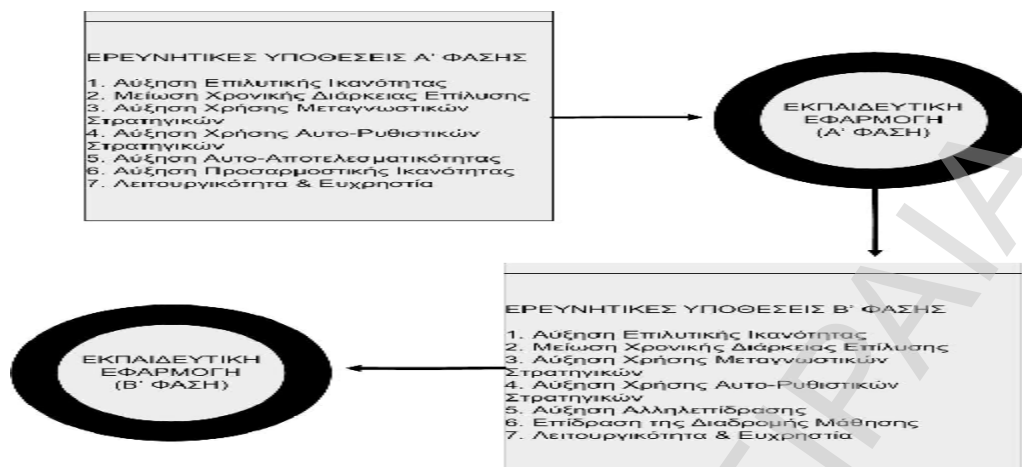 ΕΡΕΥΝΗΤΙΚΕΣ ΥΠΟΘΕΣΕΙΣ Α' ΦΑΣΗΣ
1. Αύξηση Επιλυτικής Ικανότητας
2. Μείωση Χρονικής Διάρκειας Επίλυσης
3. Αύξηση Χρήσης Μεταγνωστικών
Στρατηγικών
4. Αύξηση Χρήσης Αυτο-Ρυθιστικών
Στρατηγικών
5. Αύξηση Αυτο-Αποτελεσματικότητας
6. Αύξηση Προσαρμοστικής Ικανότητας
7. Λειτουργικότητα & Ευχρηστία
ΕΚΠΑΙΔΕΥΤΙΚΗ
ΕΦΑΡΜΟΓΗ
(Α' ΦΑΣΗ)
ΕΡΕΥΝΗΤΙΚΕΣ ΥΠΟΘΕΣΕΙΣ Β' ΦΑΣΗΣ
1. Αύξηση Επιλυτικής Ικανότητας
2. Μείωση Χρονικής Διάρκειας Επίλυσης
3. Αύξηση Χρήσης Μεταγνωστικών
Στρατηγικών
4. Αύξηση Χρήσης Αυτο-Ρυθιστικών
Στρατηγικών
5. Αύξηση Αλληλεπίδρασης
6. Επίδραση της Διαδρομής Μάθησης
7. Λειτουργικότητα & Ευχρηστία
ΕΚΠΑΙΔΕΥΤΙΚΗ
ΕΦΑΡΜΟΓΗ
(Β' ΦΑΣΗ)